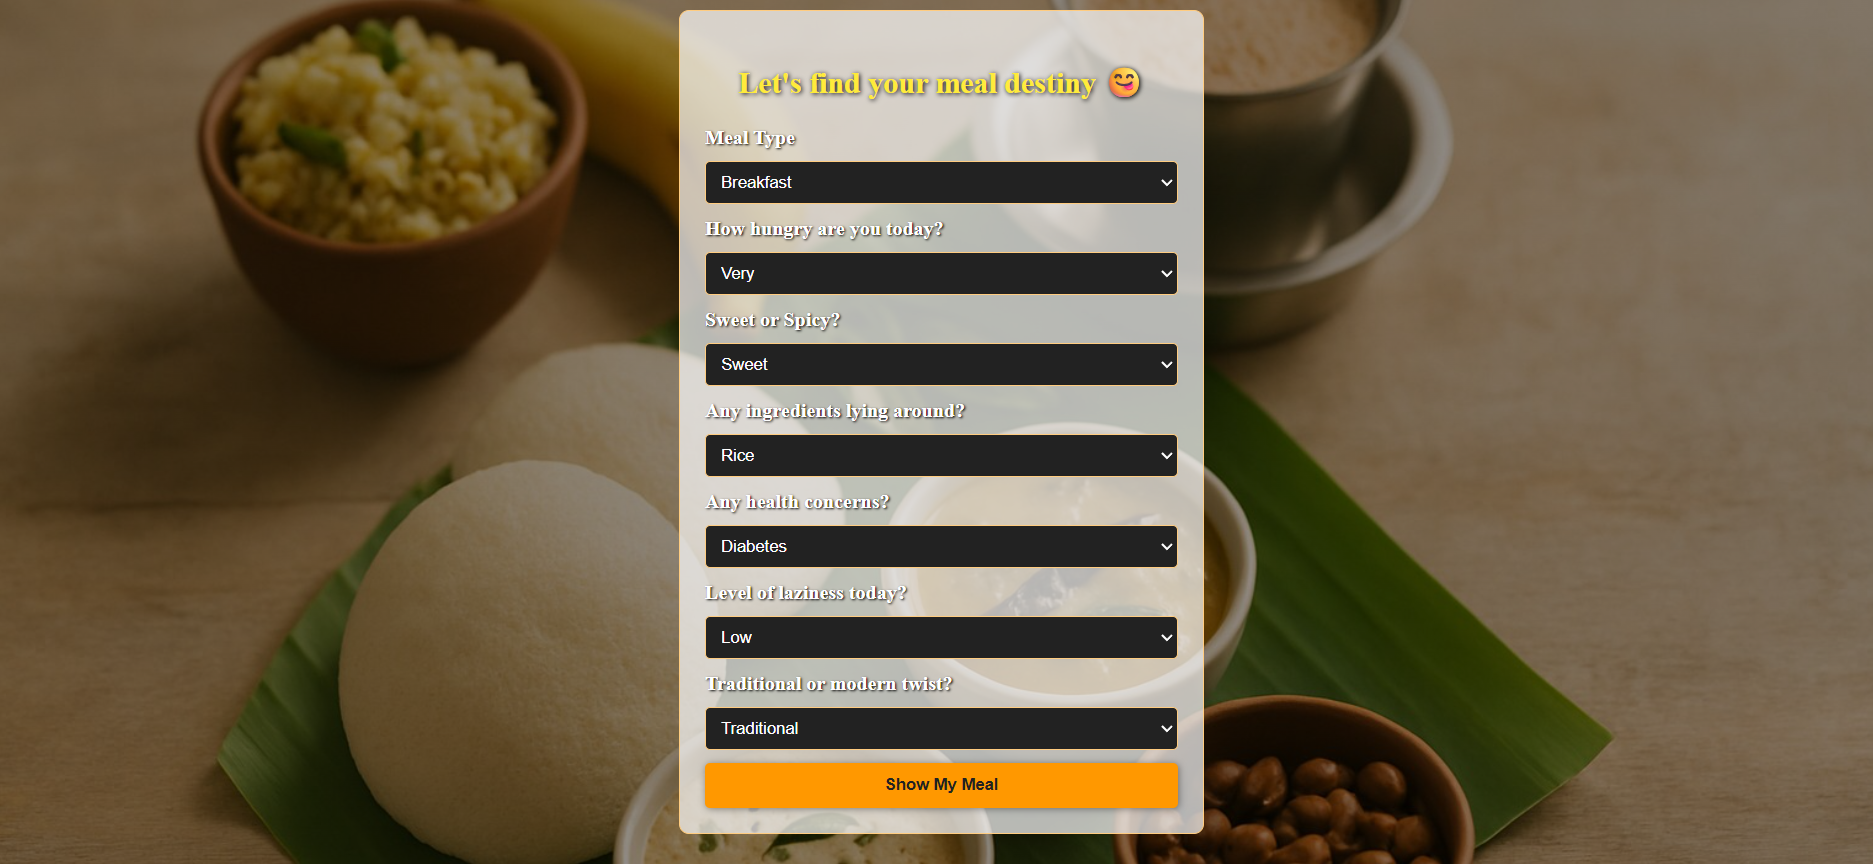 Let's find your meal destiny 😋
Meal Type
Breakfast
How hungry are you today?
Very
Sweet or Spicy?
Sweet
Any ingredients lying around?
Rice
Any health concerns?
Diabetes
Level of laziness today?
Low
Traditional or modern twist?
Traditional
Show My Meal